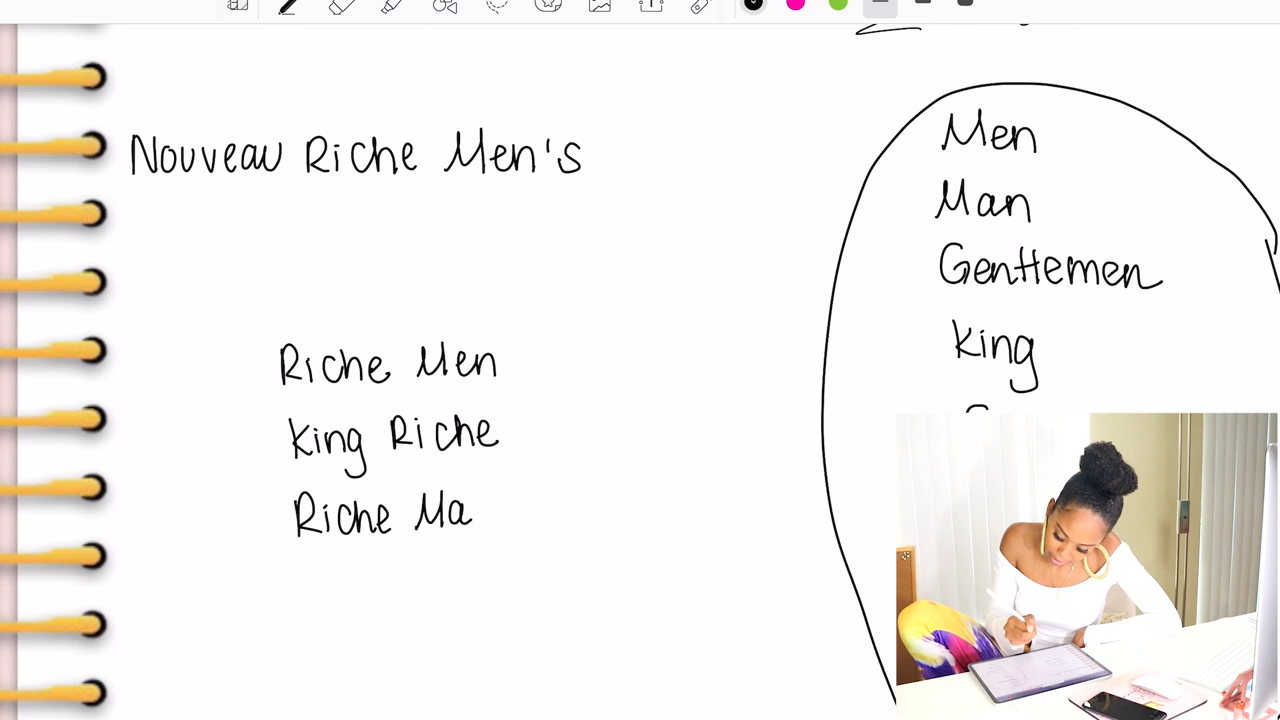 Nouveau Riche Men's
Riche Men
King Riche
Riche Ma
Men
Man
Gentlemen
King